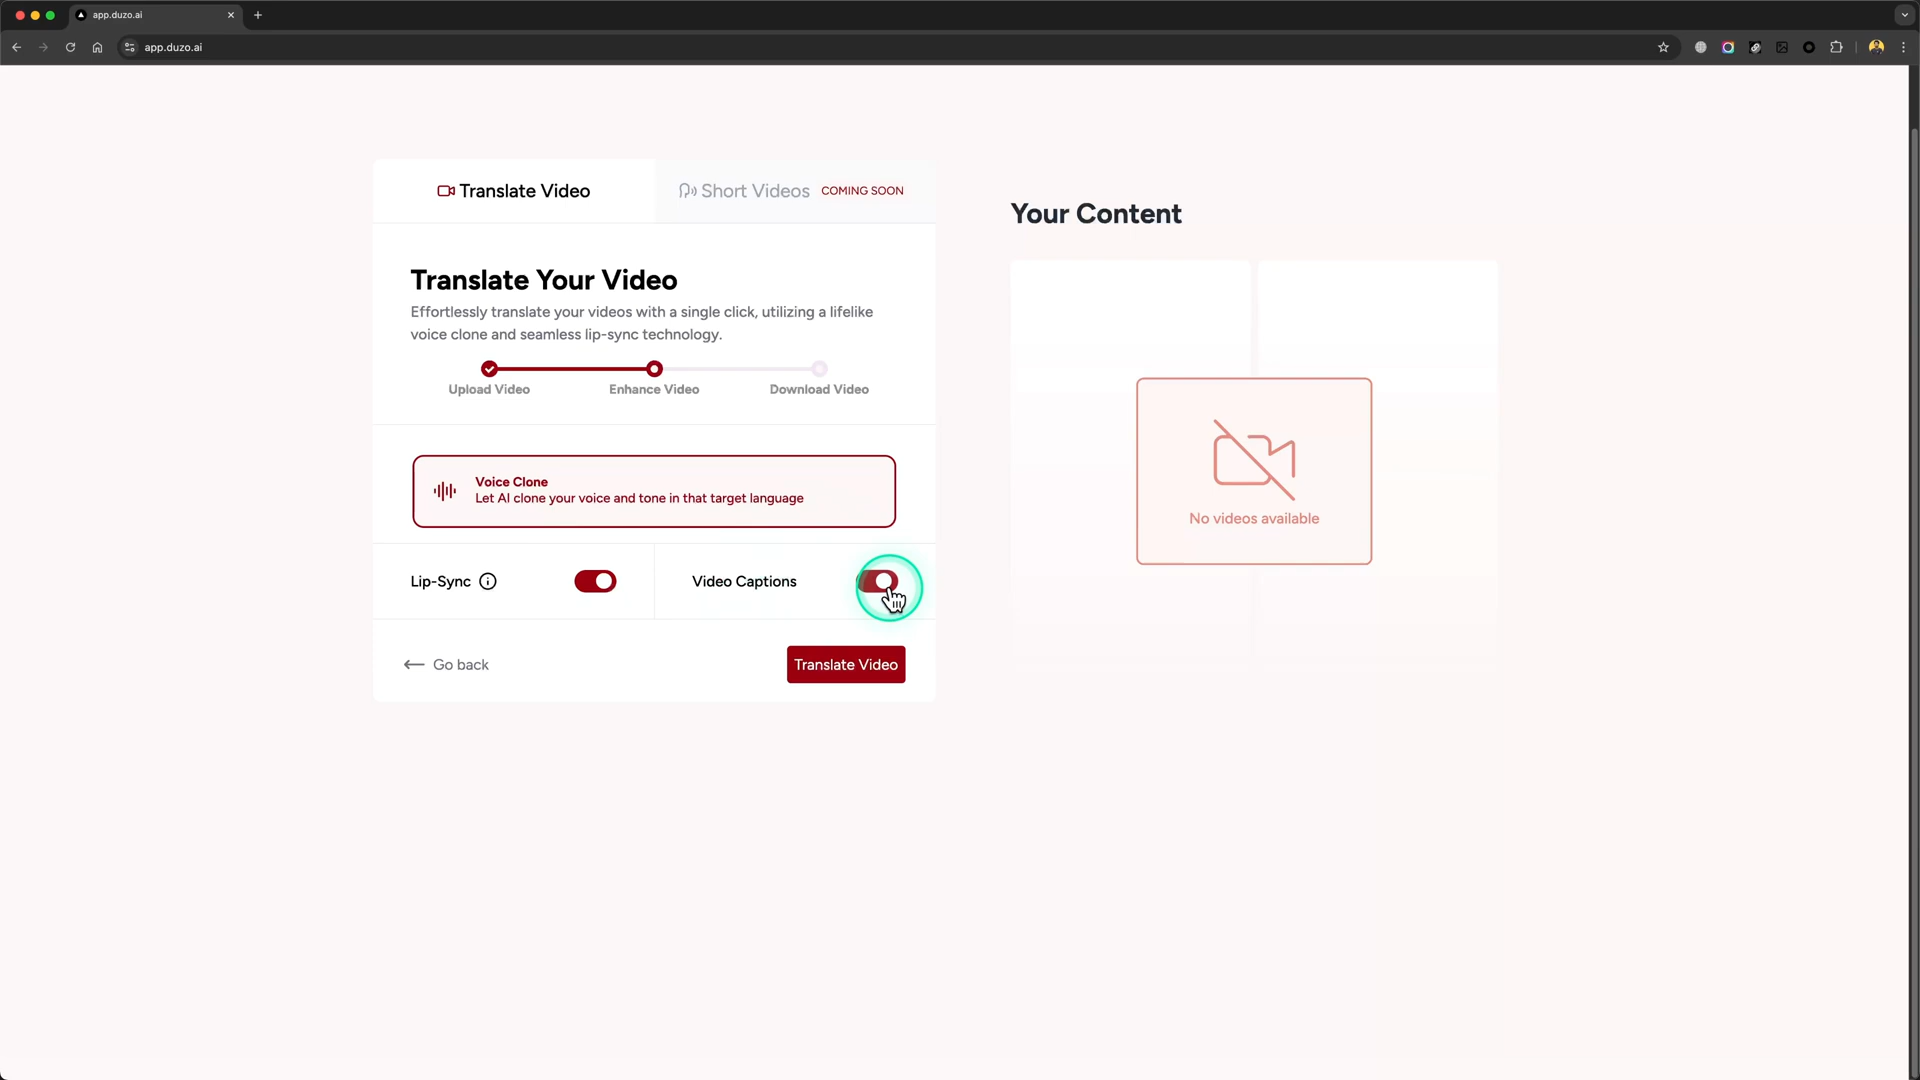 app.duzo.ai
app.duzo.ai
Translate Video
Short Videos COMING SOON
Your Content
Translate Your Video
Effortlessly translate your videos with a single click, utilizing a lifelike
voice clone and seamless lip-sync technology.
Upload Video
Enhance Video
Download Video
Voice Clone
Let AI clone your voice and tone in that target language
No videos available
Lip-Sync
Video Captions
Go back
Translate Video